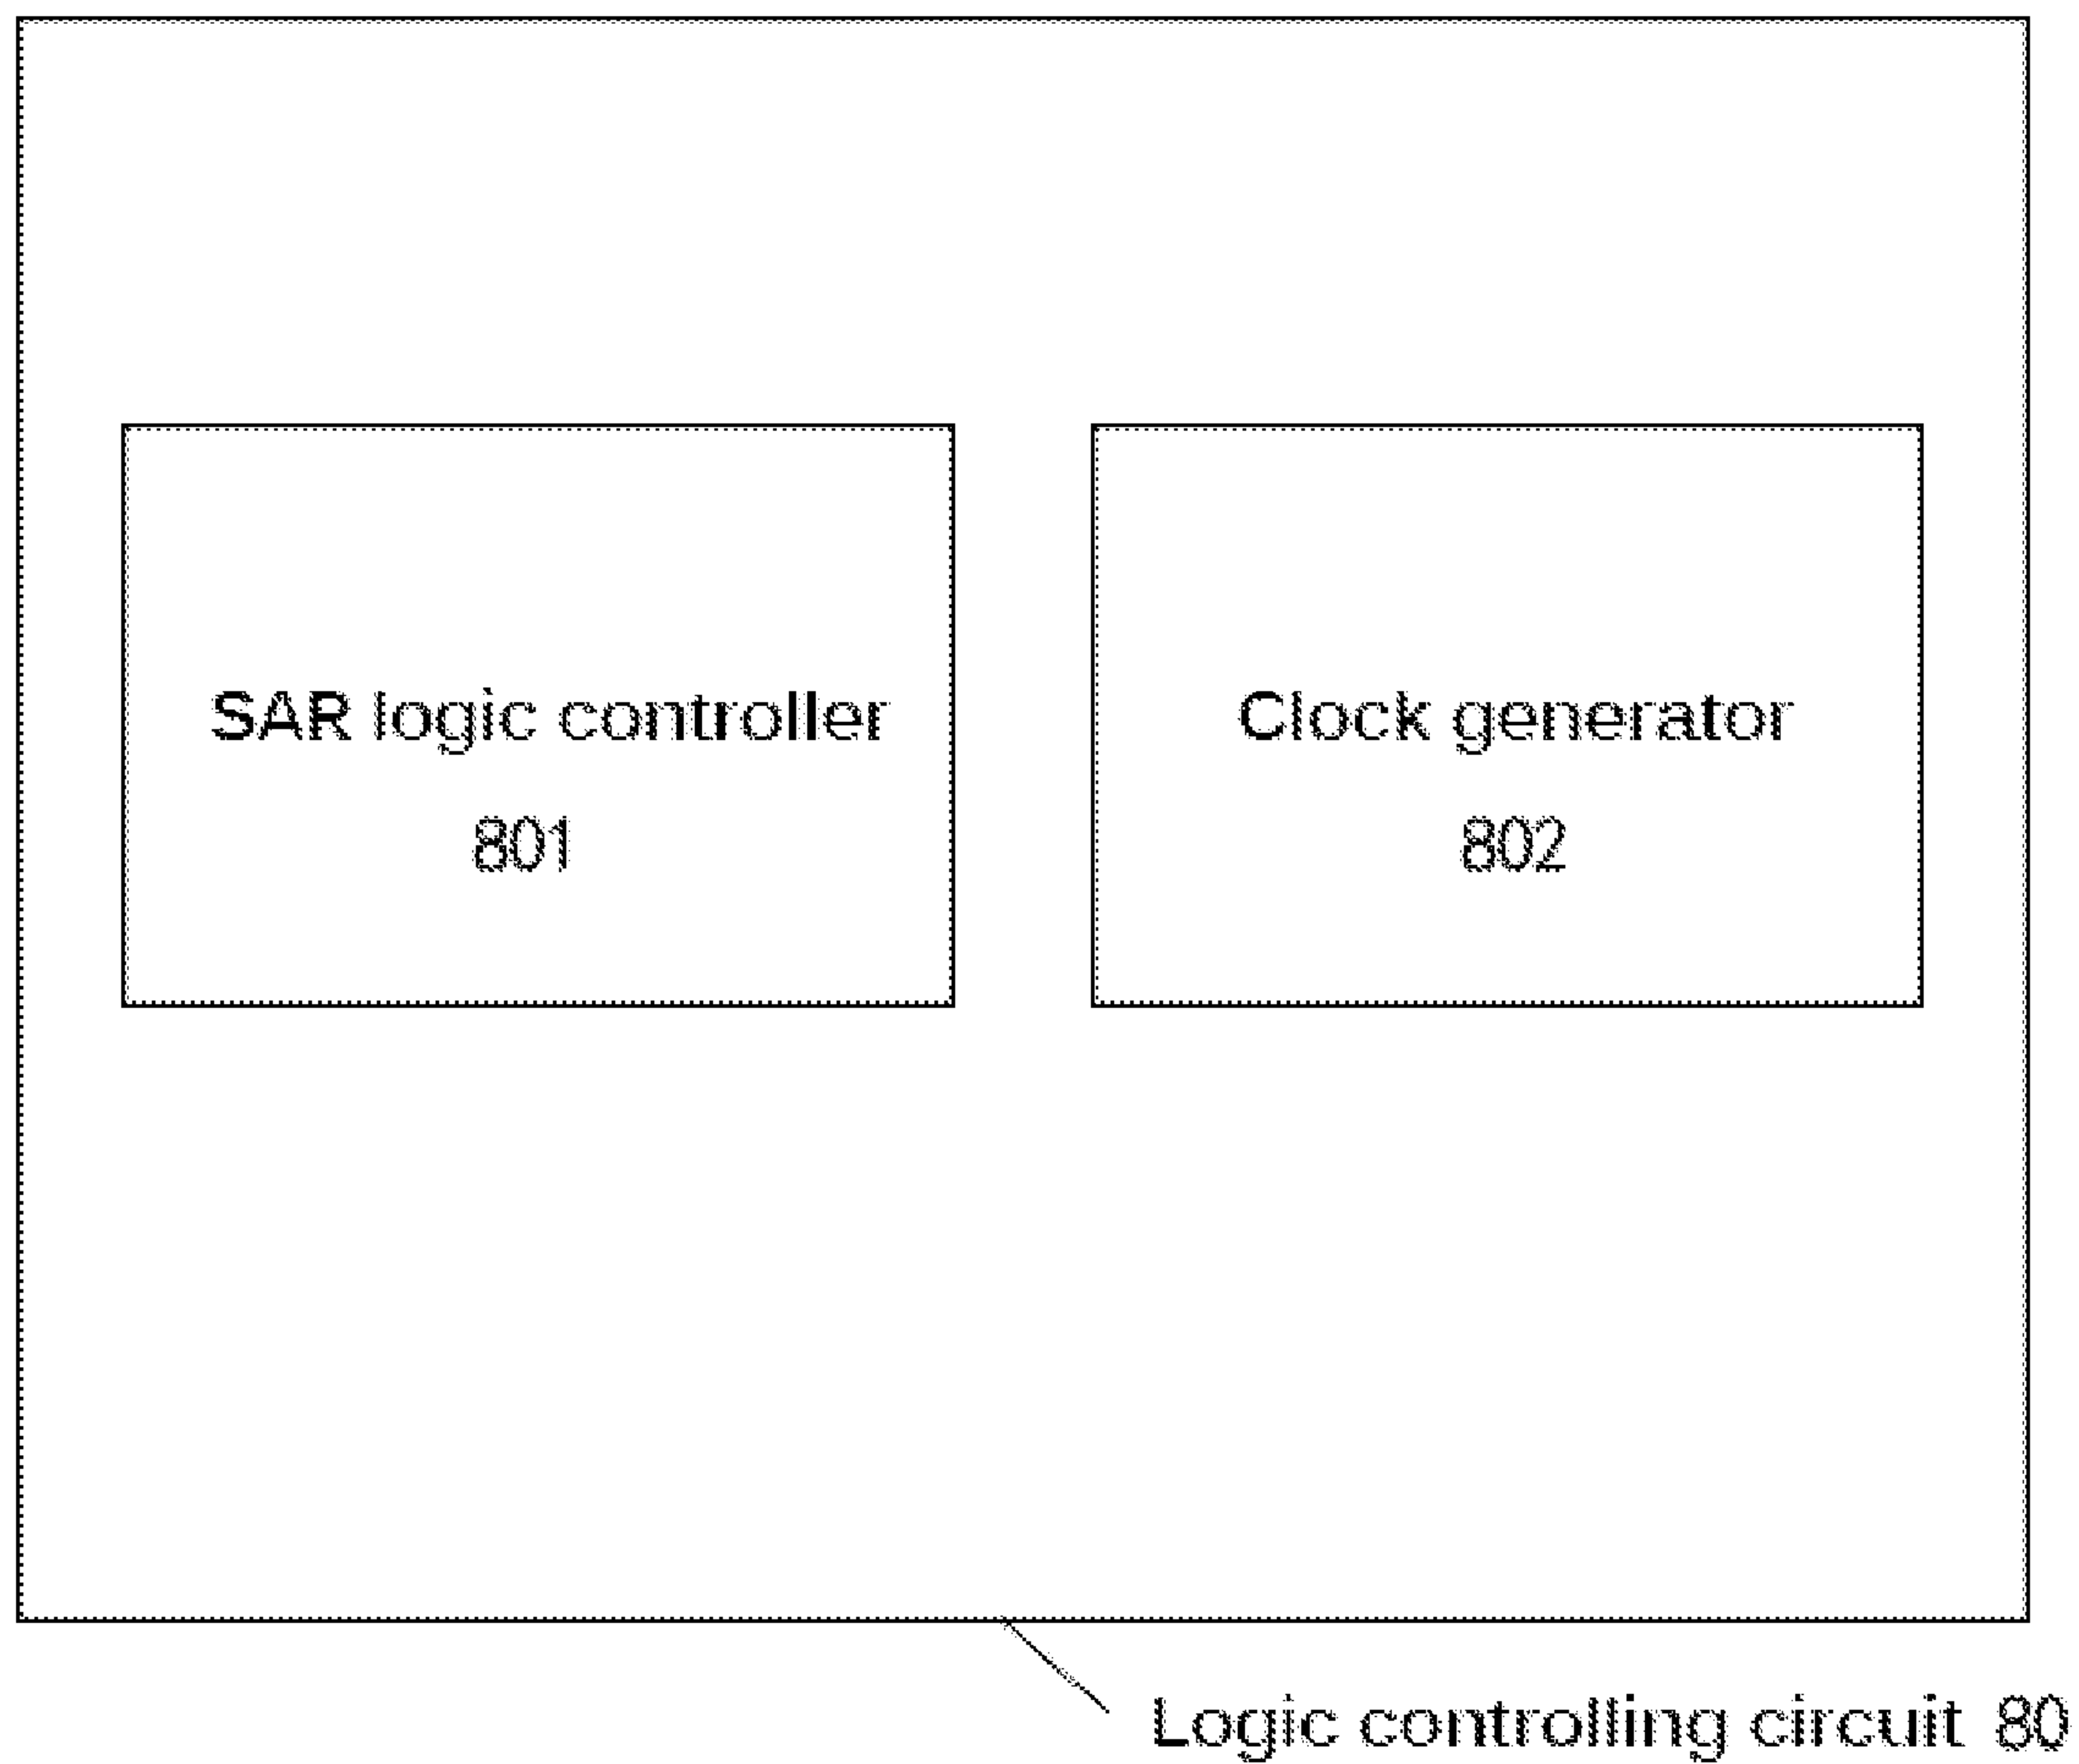 SAR logic controller
801
Clock generator
802
Logic controlling circuit 80